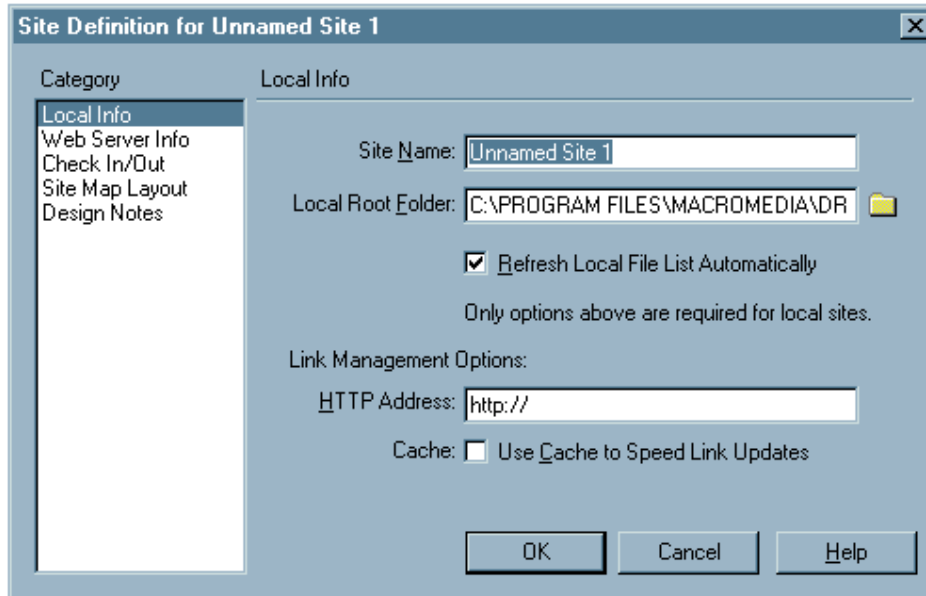 Site Definition for Unnamed Site 1
Category
Local Info
Web Server Info
Check In/Out
Site Map Layout
Design Notes
Local Info
Site Name: Unnamed Site 1
Local Root Folder: C:\PROGRAM FILES\MACROMEDIA\DR
Refresh Local File List Automatically
Only options above are required for local sites.
Link Management Options:
HTTP Address: http://
Cache: Use Cache to Speed Link Updates
OK Cancel Help